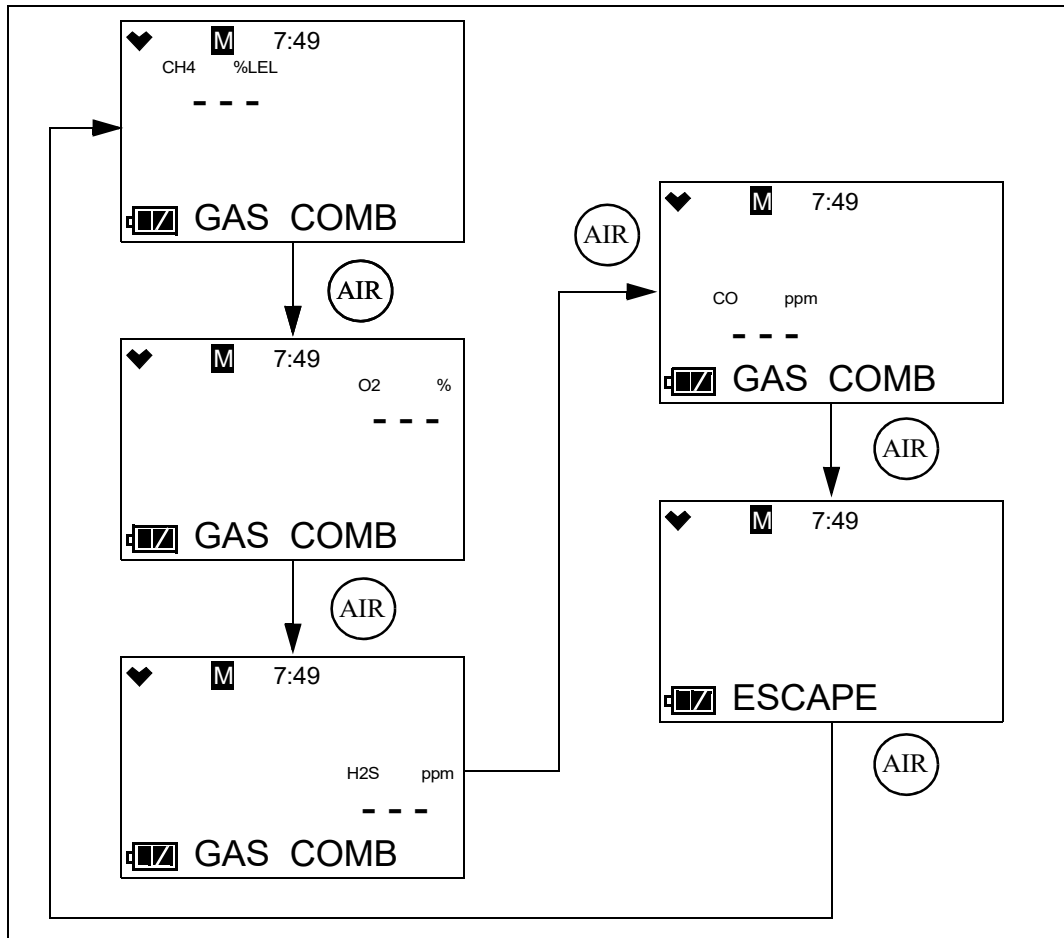 M 7:49
CH4 %LEL
- - -
GAS COMB
AIR
M 7:49
O2 %
- - -
GAS COMB
AIR
M 7:49
H2S ppm
- - -
GAS COMB
AIR
M 7:49
CO ppm
- - -
GAS COMB
AIR
M 7:49
ESCAPE
AIR